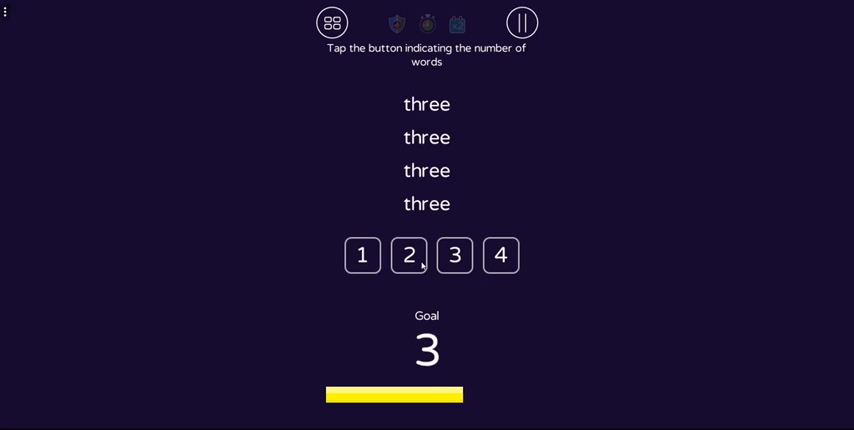 Tap the button indicating the number of
words
three
three
three
three
1 2 3 4
Goal
3